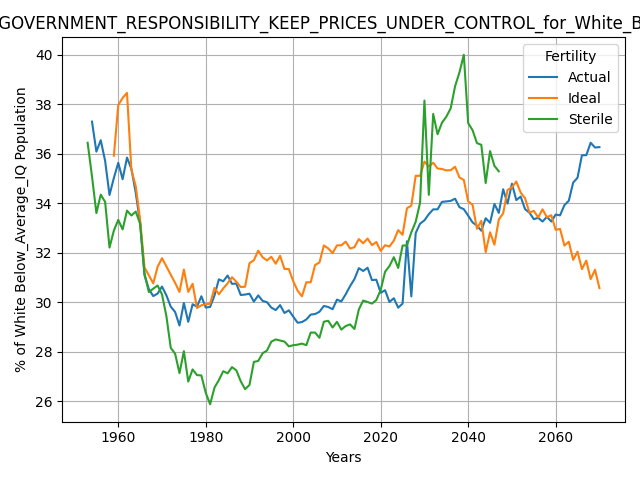 GOVERNMENT_RESPONSIBILITY_KEEP_PRICES_UNDER_CONTROL_for_White_B
% of White Below_Average_IQ Population
40
38
36
34
32
30
28
26
Fertility
Actual
Ideal
Sterile
1960 1980 2000 2020 2040 2060
Years